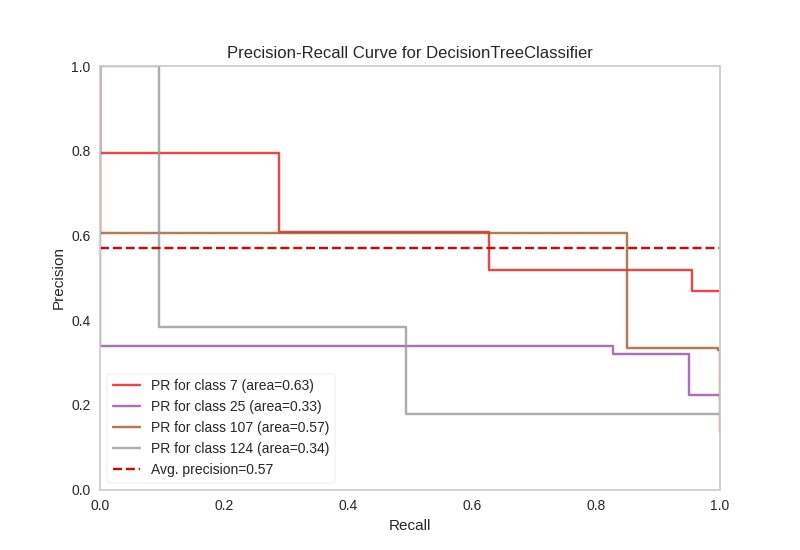 Precision-Recall Curve for DecisionTreeClassifier
1.0
0.8
0.6
0.4
0.2
0.0
Precision
PR for class 7 (area=0.63)
PR for class 25 (area=0.33)
PR for class 107 (area=0.57)
PR for class 124 (area=0.34)
Avg. precision=0.57
0.0 0.2 0.4 0.6 0.8 1.0
Recall